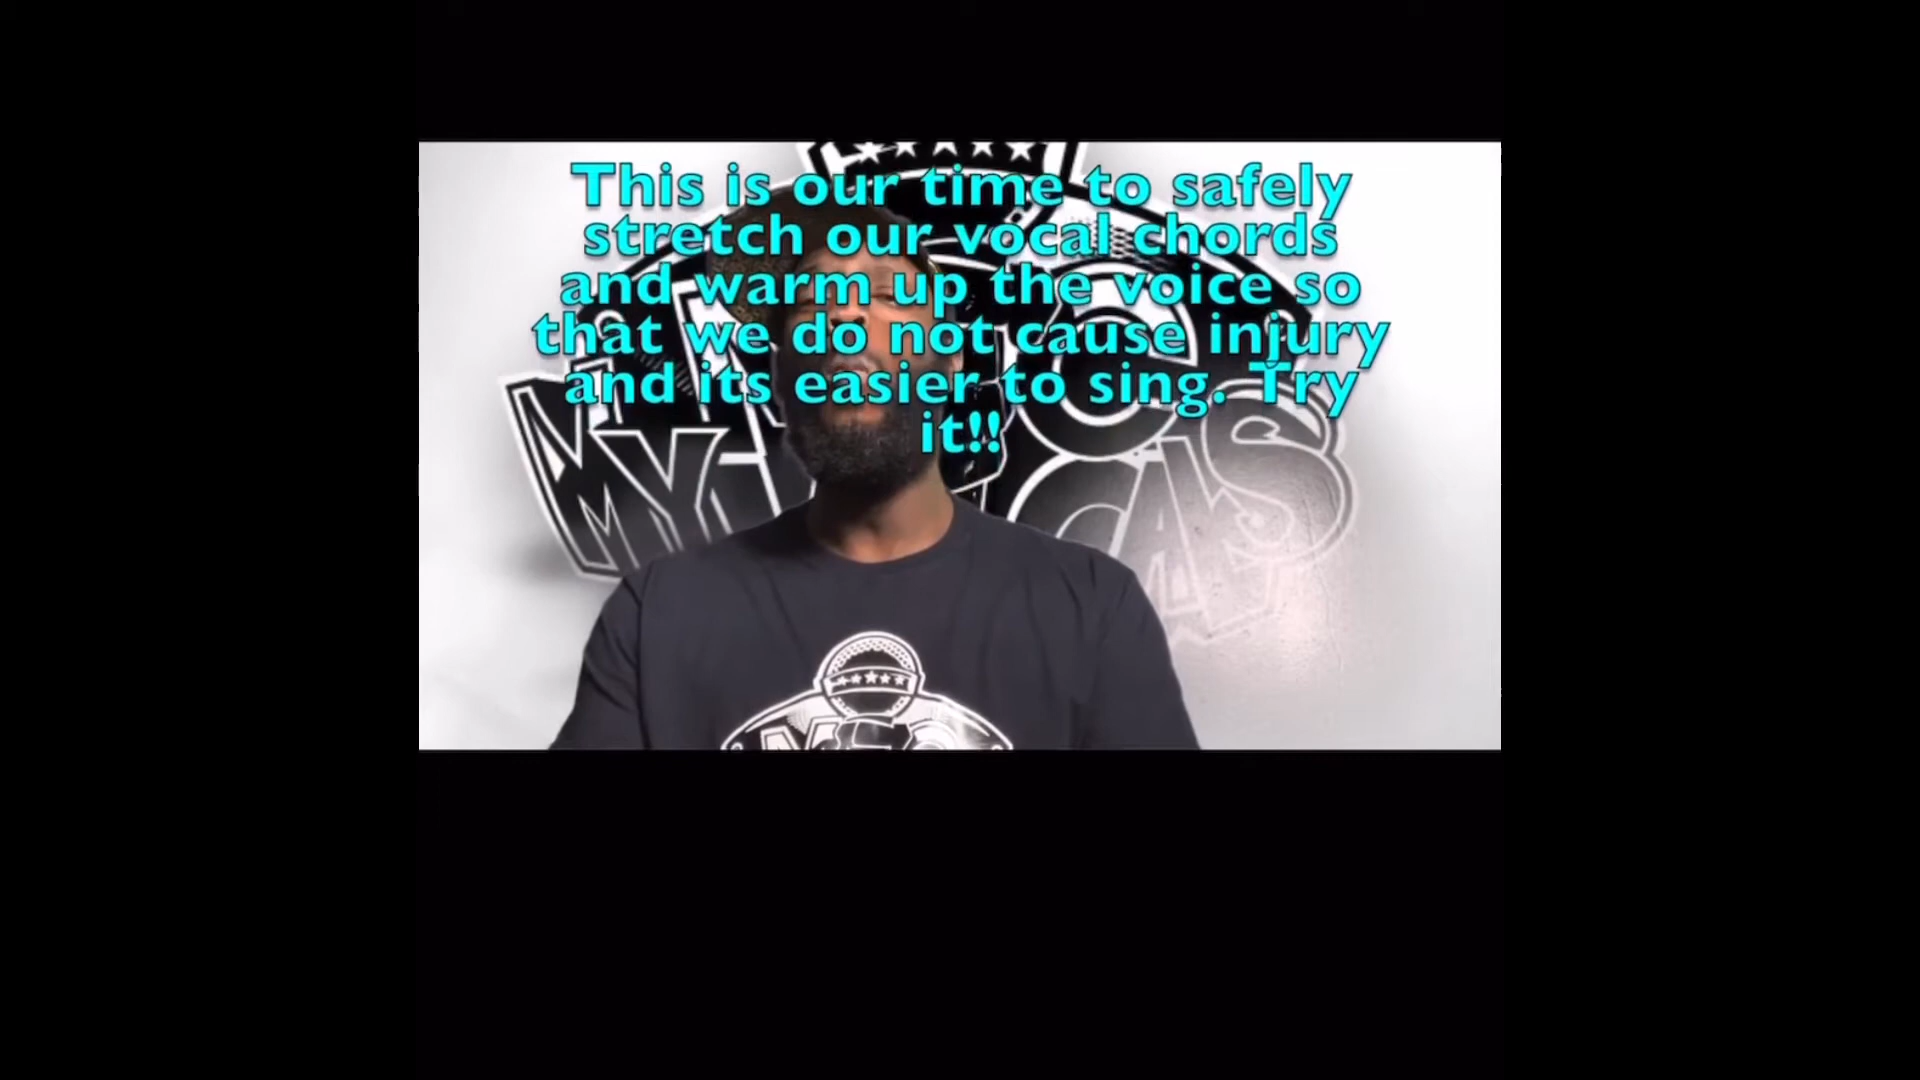 This is our time to safely
stretch our vocal chords
and warm up the voice so
that we do not cause injury
and its easier to sing. Try
it!!